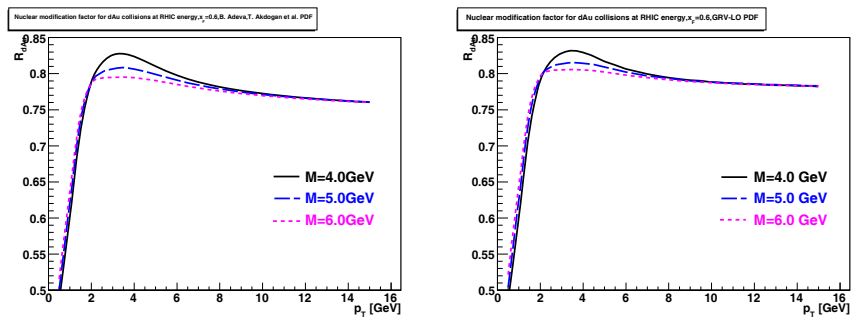 Nuclear modification factor for dAu collisions at RHIC energy,x_F=0.6,B. Adeva,T. Akdogan et al. PDF
R_dAu
0.85
0.8
0.75
0.7
0.65
0.6
0.55
0.5
M=4.0GeV
M=5.0GeV
M=6.0GeV
0 2 4 6 8 10 12 14 16
p_T [GeV]
Nuclear modification factor for dAu collisions at RHIC energy,x_F=0.6,GRV-LO PDF
R_dAu
0.85
0.8
0.75
0.7
0.65
0.6
0.55
0.5
M=4.0 GeV
M=5.0 GeV
M=6.0 GeV
0 2 4 6 8 10 12 14 16
p_T [GeV]